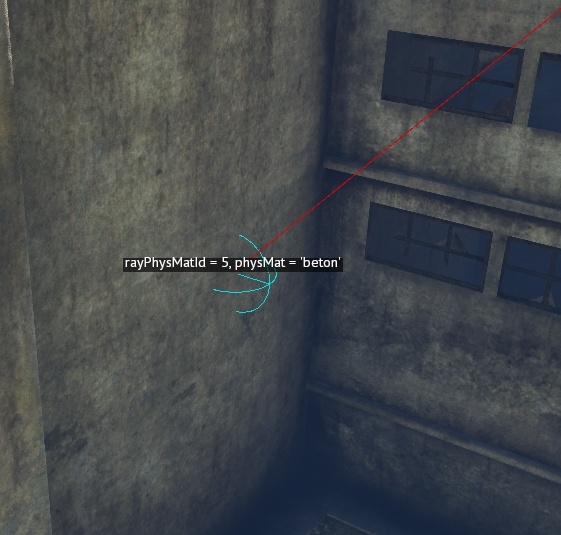 rayPhysMatId = 5, physMat = 'beton'